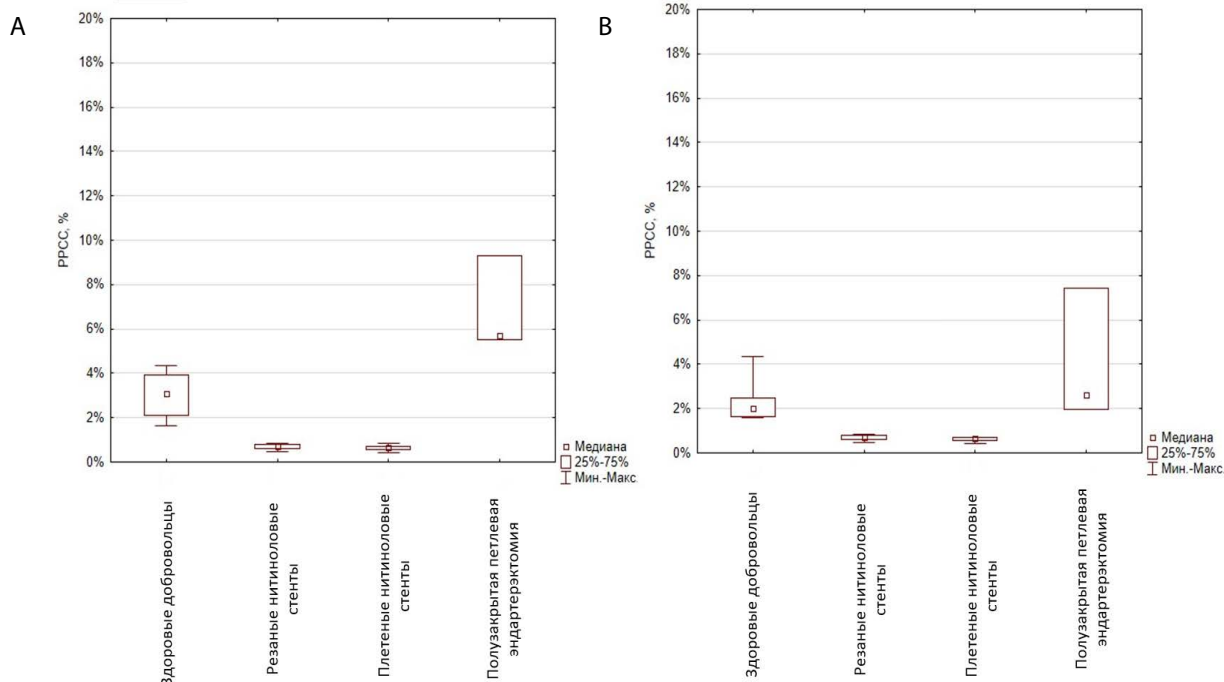 A
20%
18%
16%
14%
12%
10%
8%
6%
4%
2%
0%
РРСС, %
Здоровые добровольцы
Резаные нитиноловые
стенты
Плетеные нитиноловые
стенты
Полузакрытая петлевая
эндартерэктомия
Медиана
25%-75%
Мин.-Макс.
B
20%
18%
16%
14%
12%
10%
8%
6%
4%
2%
0%
РРСС, %
Здоровые добровольцы
Резаные нитиноловые
стенты
Плетеные нитиноловые
стенты
Полузакрытая петлевая
эндартерэктомия
Медиана
25%-75%
Мин.-Макс.